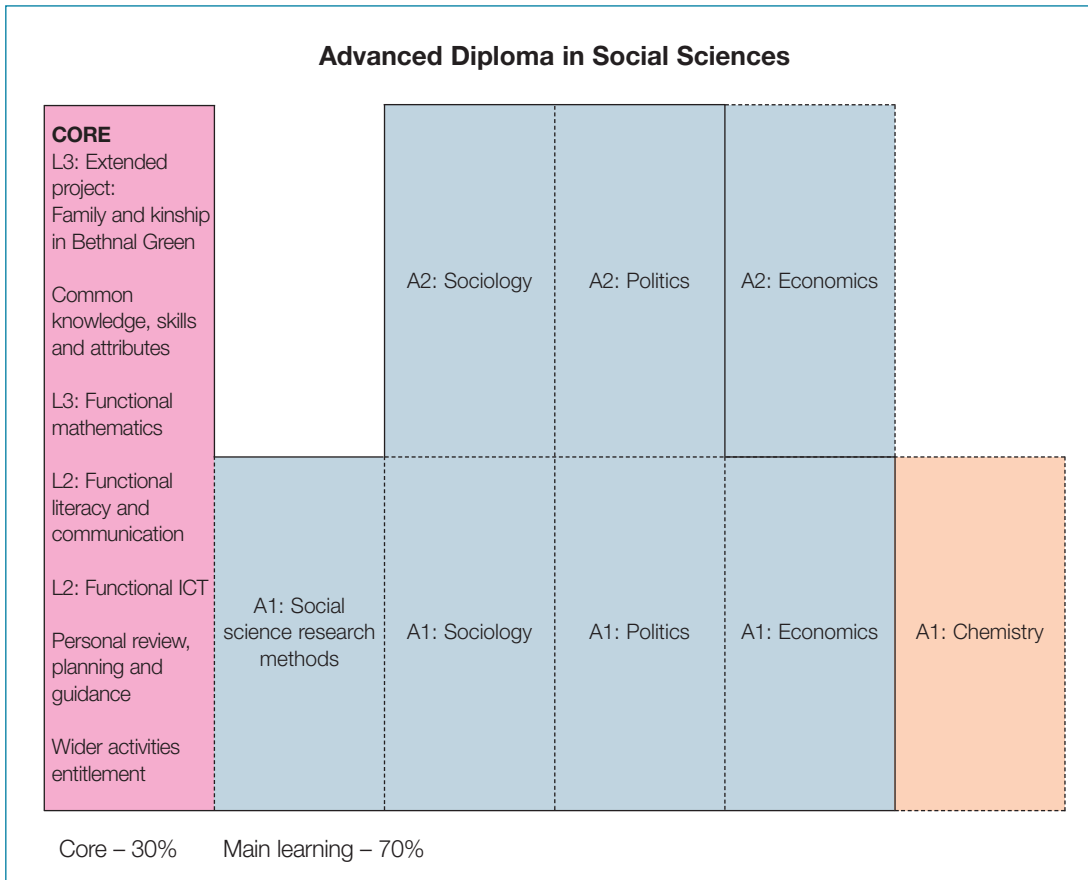 Advanced Diploma in Social Sciences
CORE
L3: Extended
project:
Family and kinship
in Bethnal Green
Common
knowledge, skills
and attributes
L3: Functional
mathematics
L2: Functional
literacy and
communication
L2: Functional ICT
Personal review,
planning and
guidance
Wider activities
entitlement
A2: Sociology
A2: Politics
A2: Economics
A1: Social
science research
methods
A1: Sociology
A1: Politics
A1: Economics
A1: Chemistry
Core – 30%
Main learning – 70%